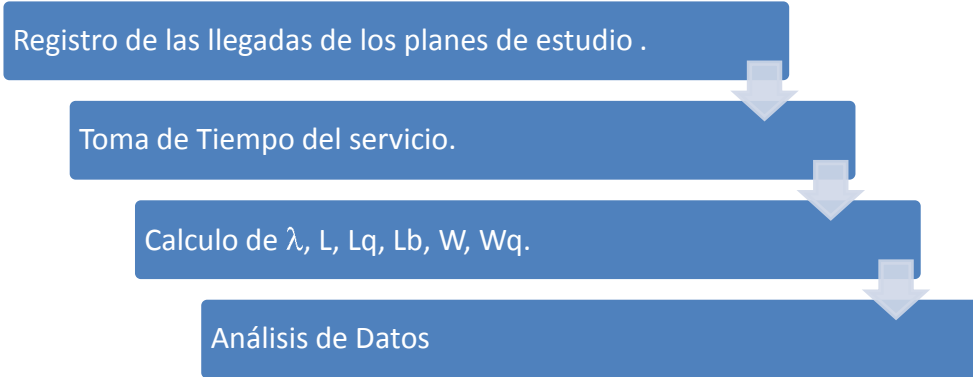 Registro de las llegadas de los planes de estudio .
Toma de Tiempo del servicio.
Calculo de λ, L, Lq, Lb, W, Wq.
Análisis de Datos